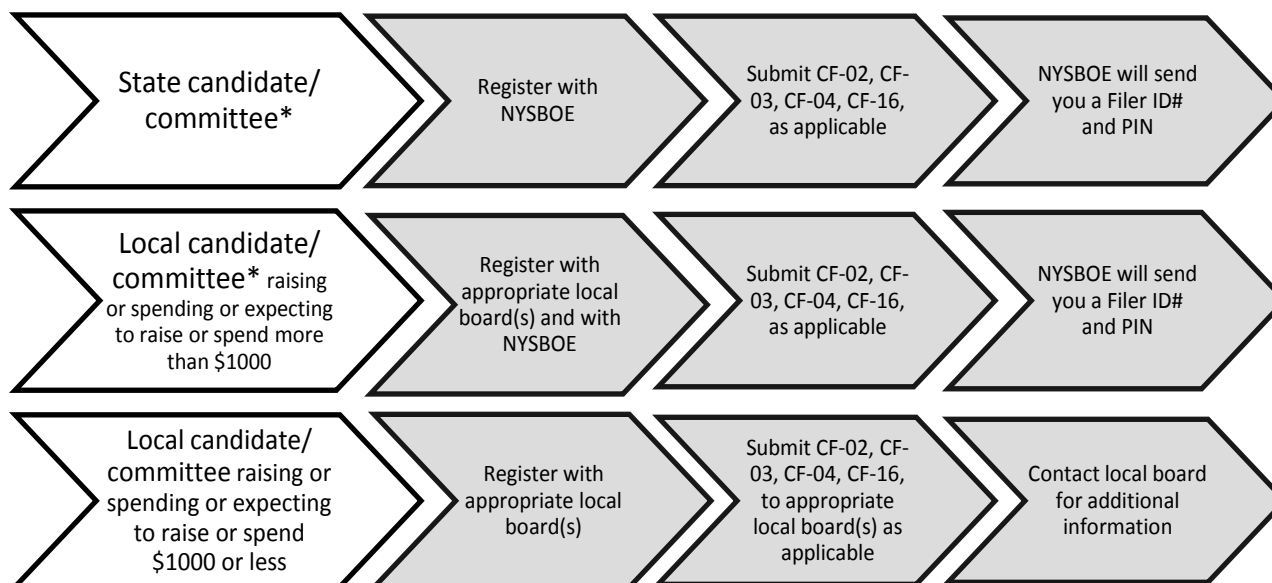 State candidate/
committee*
Register with
NYSBOE
Submit CF-02, CF-
03, CF-04, CF-16,
as applicable
NYSBOE will send
you a Filer ID#
and PIN
Local candidate/
committee* raising
or spending or expecting
to raise or spend more
than $1000
Register with
appropriate local
board(s) and with
NYSBOE
Submit CF-02, CF-
03, CF-04, CF-16,
as applicable
NYSBOE will send
you a Filer ID#
and PIN
Local candidate/
committee raising or
spending or expecting
to raise or spend
$1000 or less
Register with
appropriate local
board(s)
Submit CF-02, CF-
03, CF-04, CF-16,
to appropriate
local board(s) as
applicable
Contact local board
for additional
information